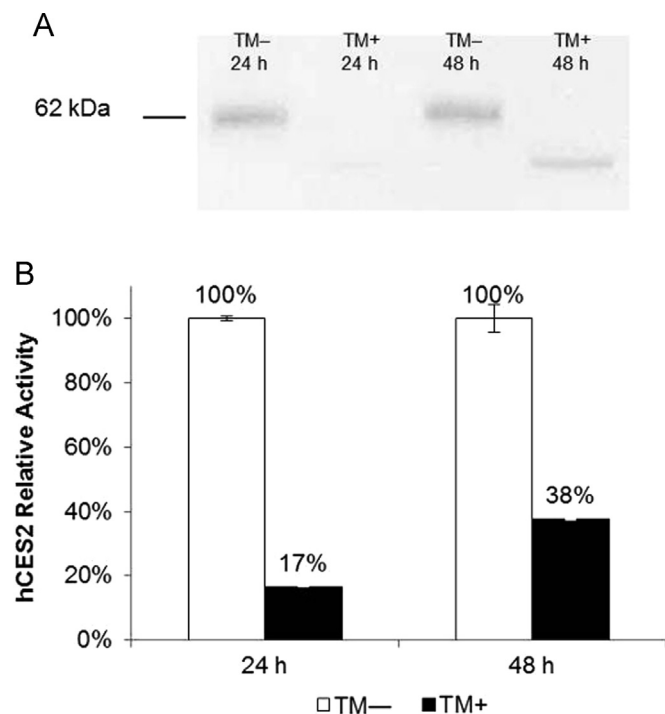 A
TM– TM+ TM– TM+
24 h 24 h 48 h 48 h
62 kDa
B
hCES2 Relative Activity
100% 100%
100%
80%
60%
40%
38%
17%
20%
0%
24 h 48 h
TM— TM+